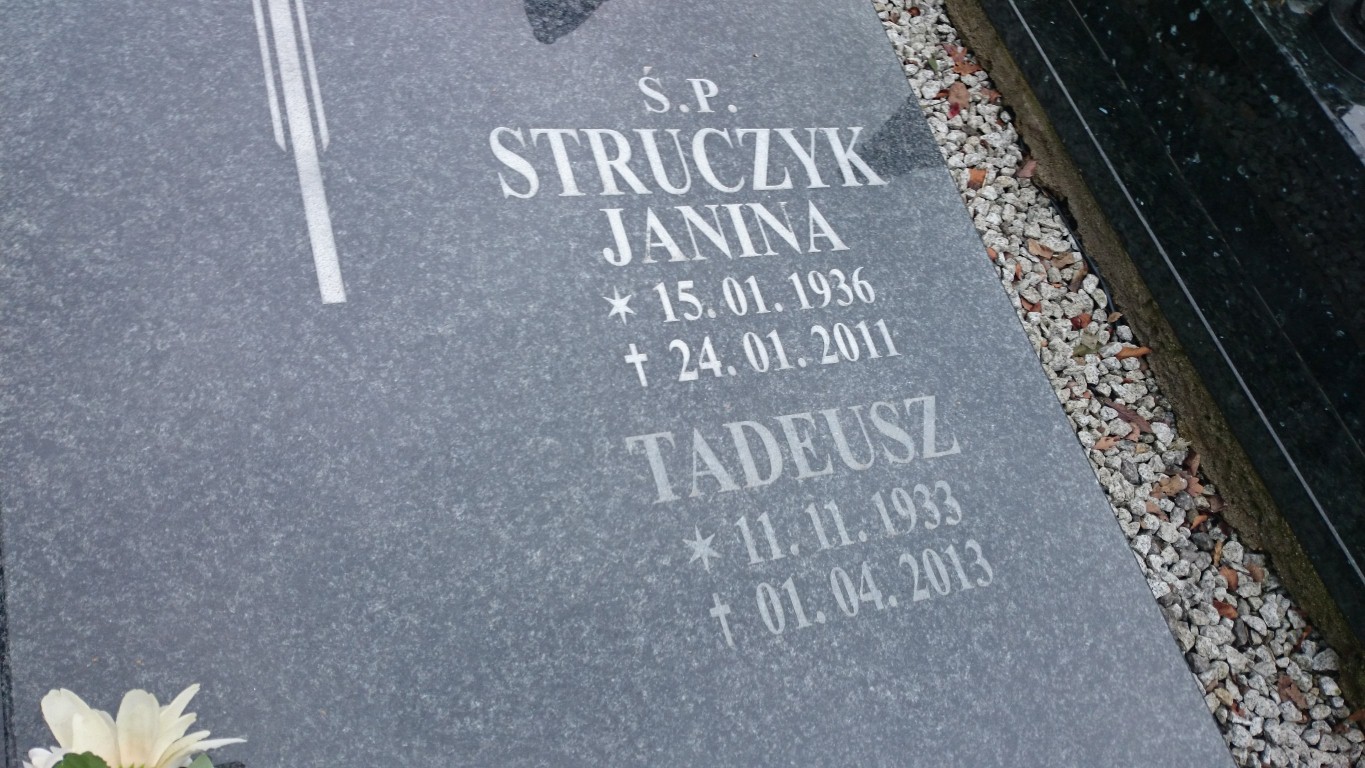 Ś.P.
STRUCZYK
JANINA
✶ 15.01.1936
✝ 24.01.2011
TADEUSZ
✶ 11.11.1933
✝ 01.04.2013